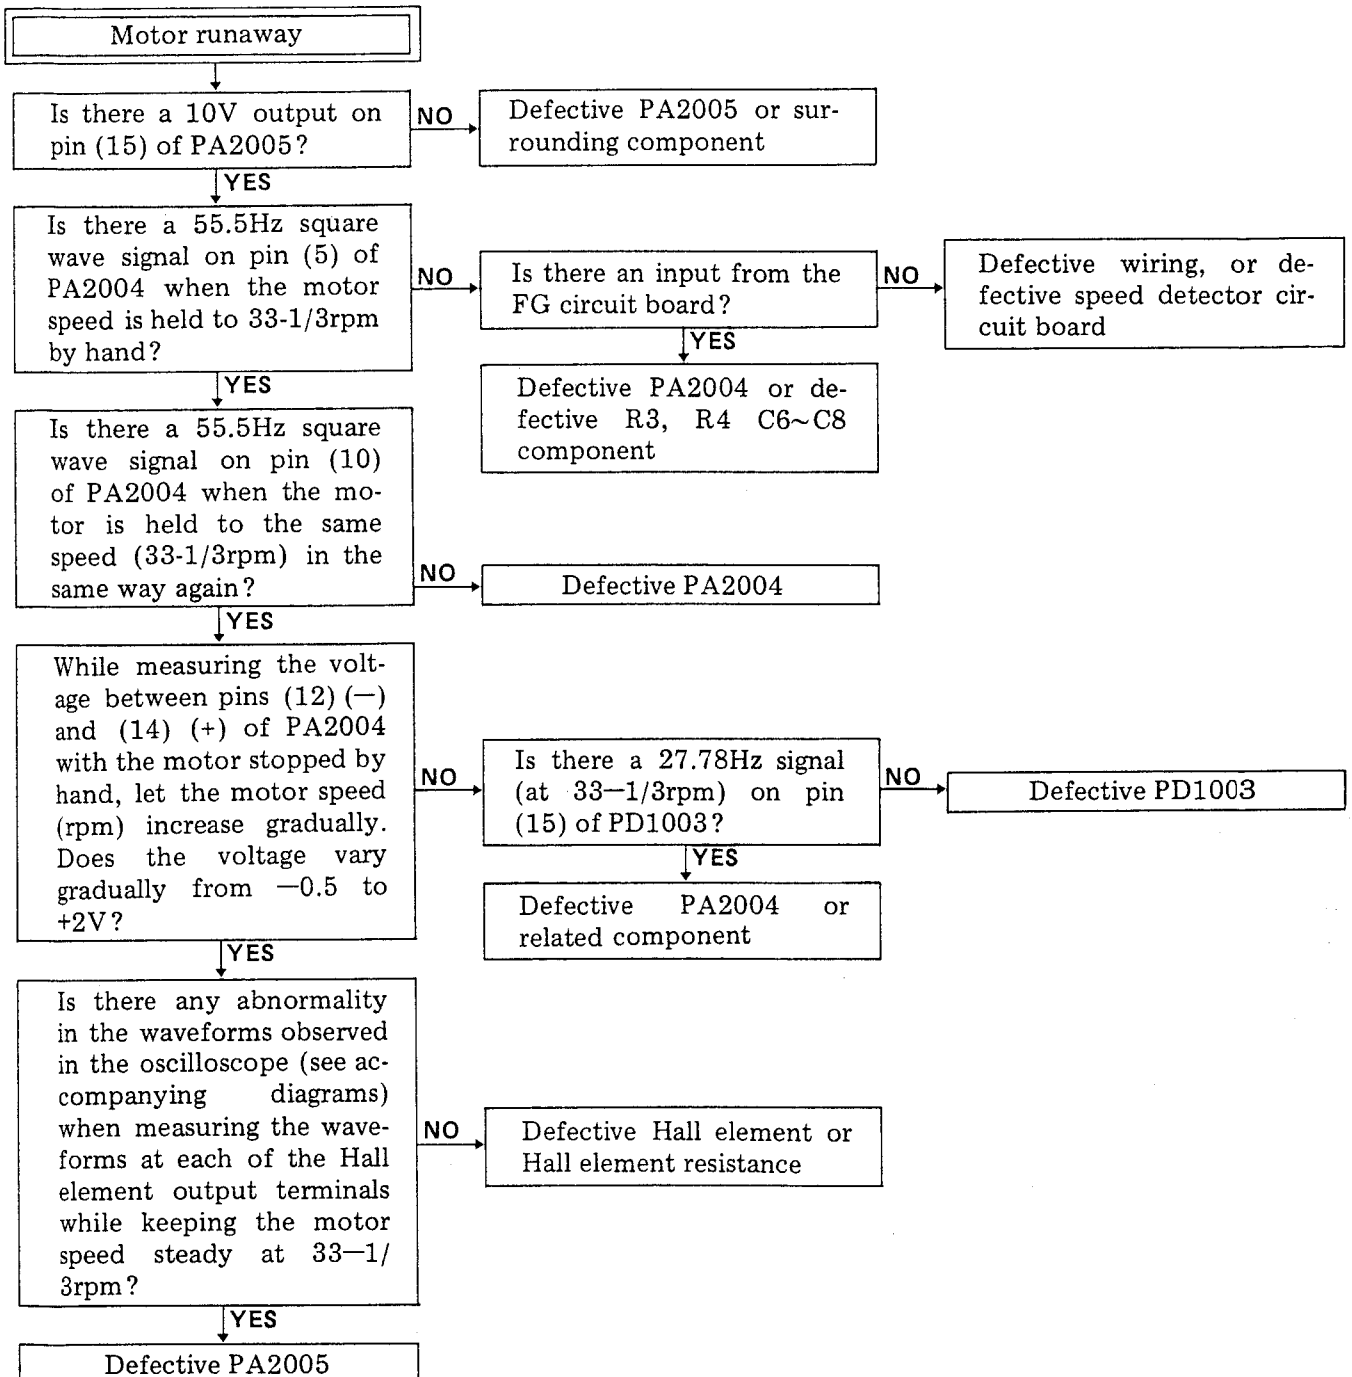 Motor runaway
Is there a 10V output on
pin (15) of PA2005?
NO
Defective PA2005 or sur-
rounding component
YES
Is there a 55.5Hz square
wave signal on pin (5) of
PA2004 when the motor
speed is held to 33-1/3rpm
by hand?
NO
Is there an input from the
FG circuit board?
NO
Defective wiring, or de-
fective speed detector cir-
cuit board
YES
Defective PA2004 or de-
fective R3, R4 C6~C8
component
YES
Is there a 55.5Hz square
wave signal on pin (10)
of PA2004 when the mo-
tor is held to the same
speed (33-1/3rpm) in the
same way again?
NO
Defective PA2004
YES
While measuring the volt-
age between pins (12) (—)
and (14) (+) of PA2004
with the motor stopped by
hand, let the motor speed
(rpm) increase gradually.
Does the voltage vary
gradually from —0.5 to
+2V?
NO
Is there a 27.78Hz signal
(at 33—1/3rpm) on pin
(15) of PD1003?
NO
Defective PD1003
YES
Defective PA2004 or
related component
YES
Is there any abnormality
in the waveforms observed
in the oscilloscope (see ac-
companying diagrams)
when measuring the wave-
forms at each of the Hall
element output terminals
while keeping the motor
speed steady at 33—1/
3rpm?
NO
Defective Hall element or
Hall element resistance
YES
Defective PA2005